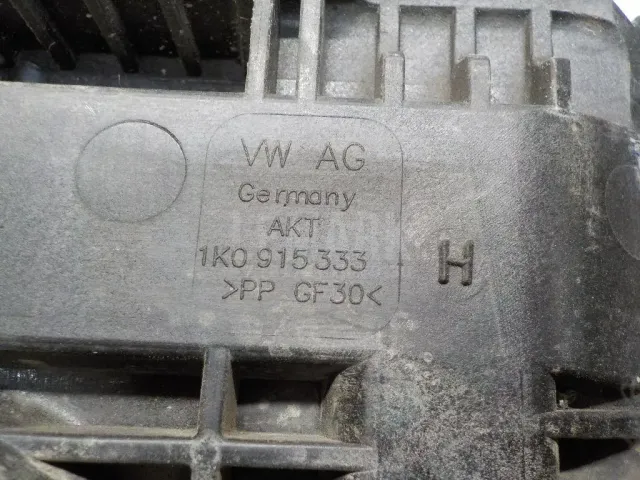 VW AG
Germany
AKT
1K0 915 333 H
>PP GF30<